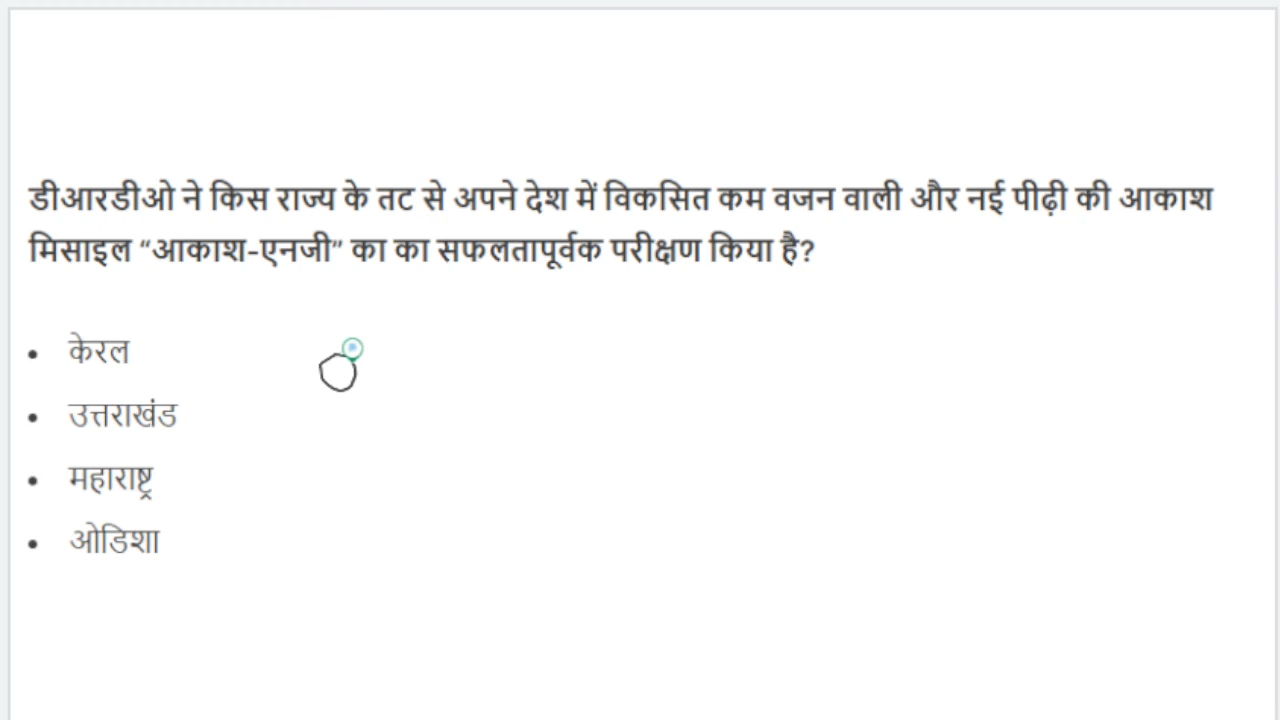 डीआरडीओ ने किस राज्य के तट से अपने देश में विकसित कम वजन वाली और नई पीढ़ी की आकाश
मिसाइल “आकाश-एनजी” का का सफलतापूर्वक परीक्षण किया है?
• केरल
• उत्तराखंड
• महाराष्ट्र
• ओडिशा